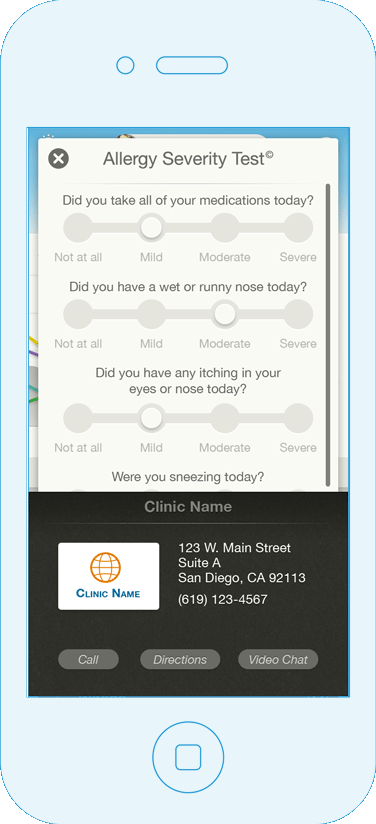 Allergy Severity Test©
Did you take all of your medications today?
Not at all Mild Moderate Severe
Did you have a wet or runny nose today?
Not at all Mild Moderate Severe
Did you have any itching in your
eyes or nose today?
Not at all Mild Moderate Severe
Were you sneezing today?
Clinic Name
CLINIC NAME
123 W. Main Street
Suite A
San Diego, CA 92113
(619) 123-4567
Call Directions Video Chat